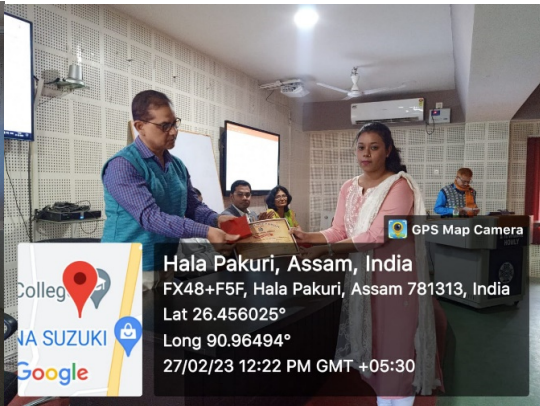 GPS Map Camera
Hala Pakuri, Assam, India
FX48+F5F, Hala Pakuri, Assam 781313, India
Lat 26.456025°
Long 90.96494°
27/02/23 12:22 PM GMT +05:30
Colleg
NA SUZUKI
Google